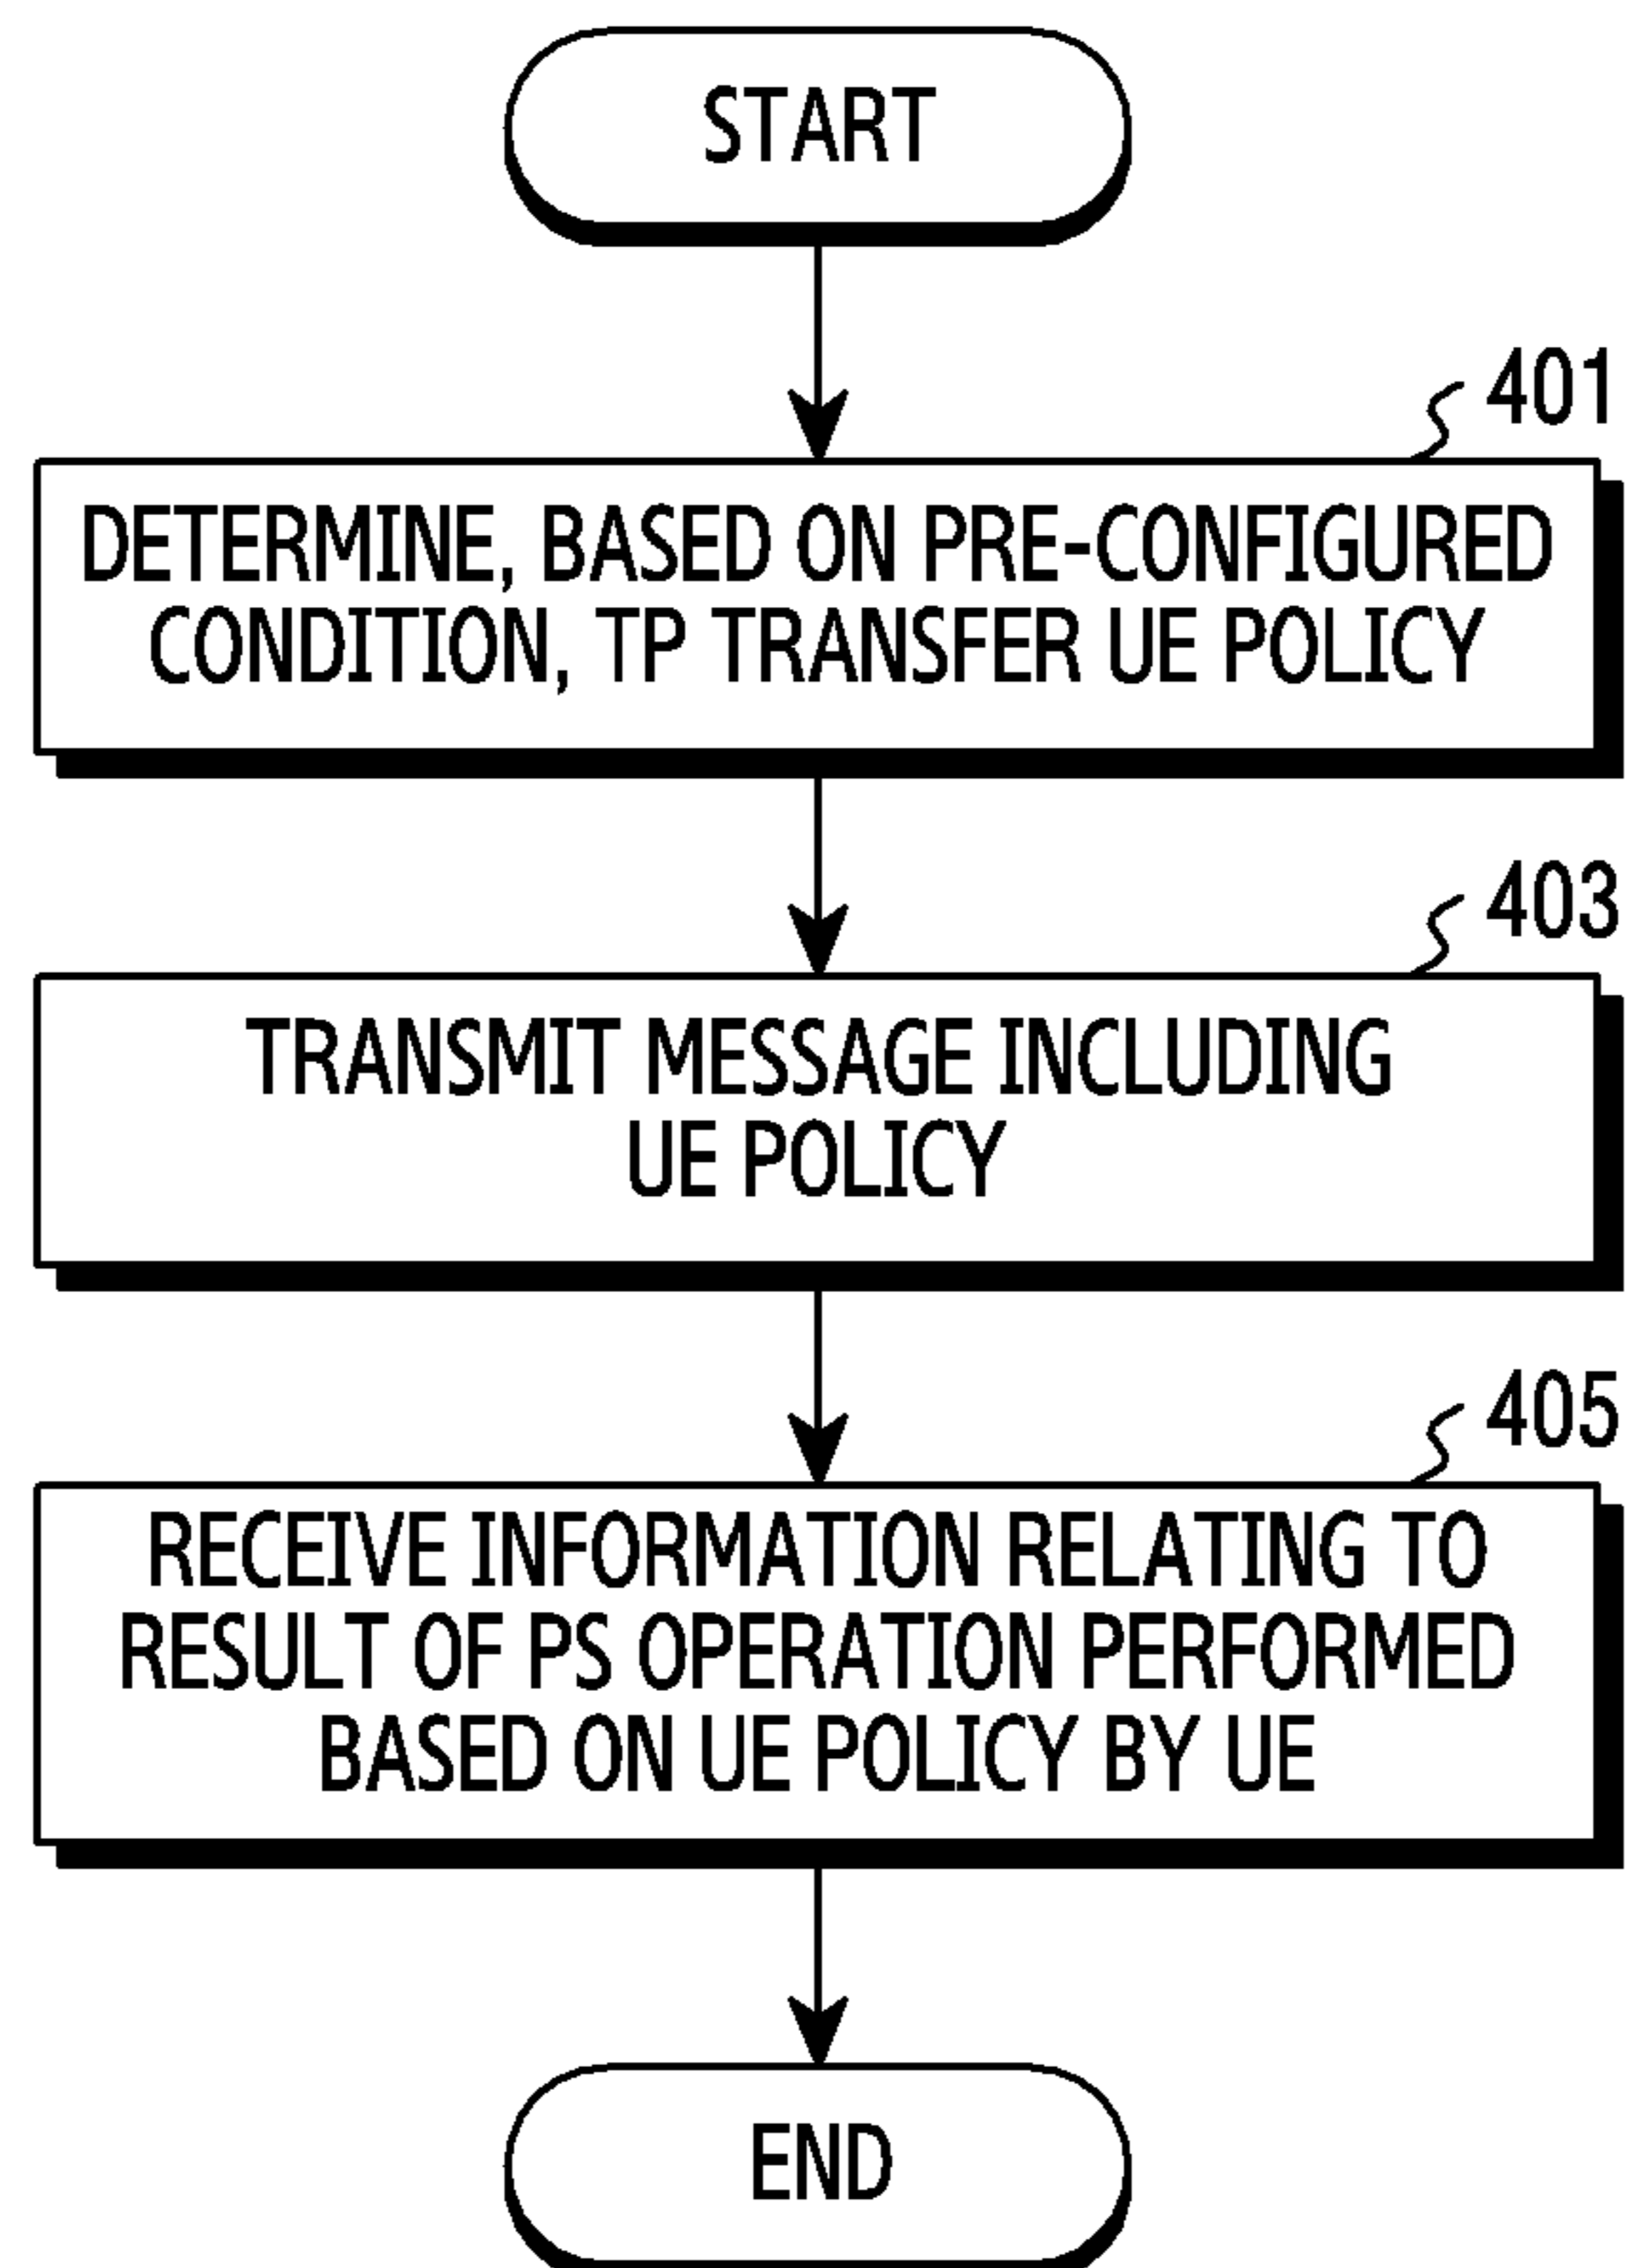 START
401
DETERMINE, BASED ON PRE-CONFIGURED
CONDITION, TP TRANSFER UE POLICY
403
TRANSMIT MESSAGE INCLUDING
UE POLICY
405
RECEIVE INFORMATION RELATING TO
RESULT OF PS OPERATION PERFORMED
BASED ON UE POLICY BY UE
END